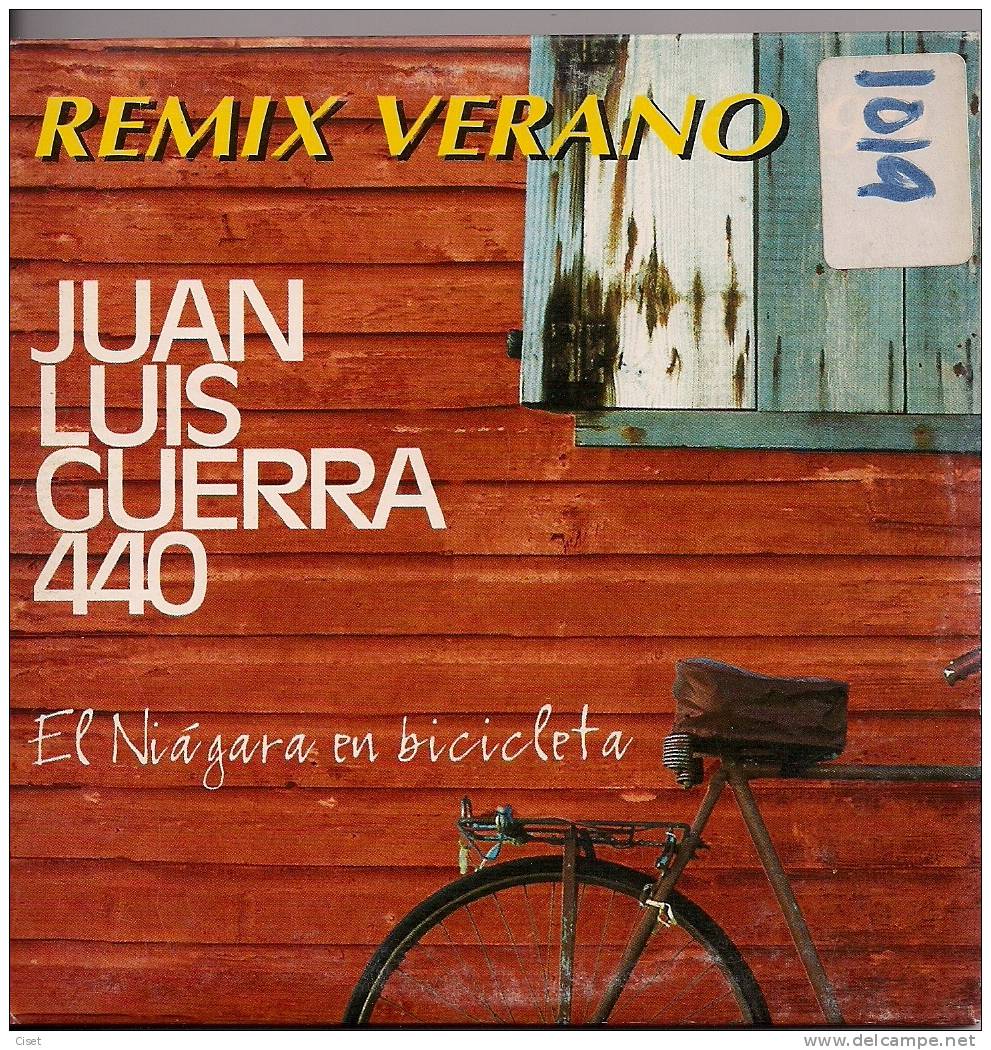 REMIX VERANO
1019
JUAN
LUIS
GUERRA
440
El Niágara en bicicleta
Ciset
www.delcampe.net